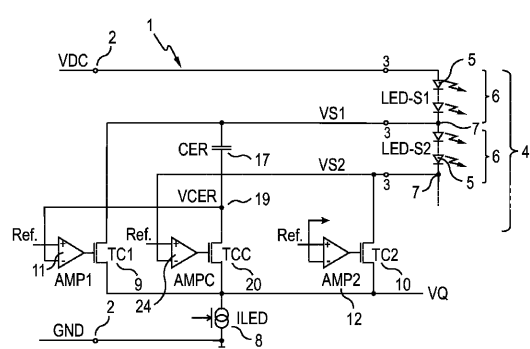 1
2
VDC
3
5
LED-S1
6
VS1
3
7
4
CER
17
LED-S2
6
VS2
3
7
5
VCER
19
Ref.
+
-
11
AMP1
TC1
9
Ref.
+
-
24
AMPC
TCC
20
Ref.
+
-
AMP2
12
TC2
10
VQ
GND
2
ILED
8